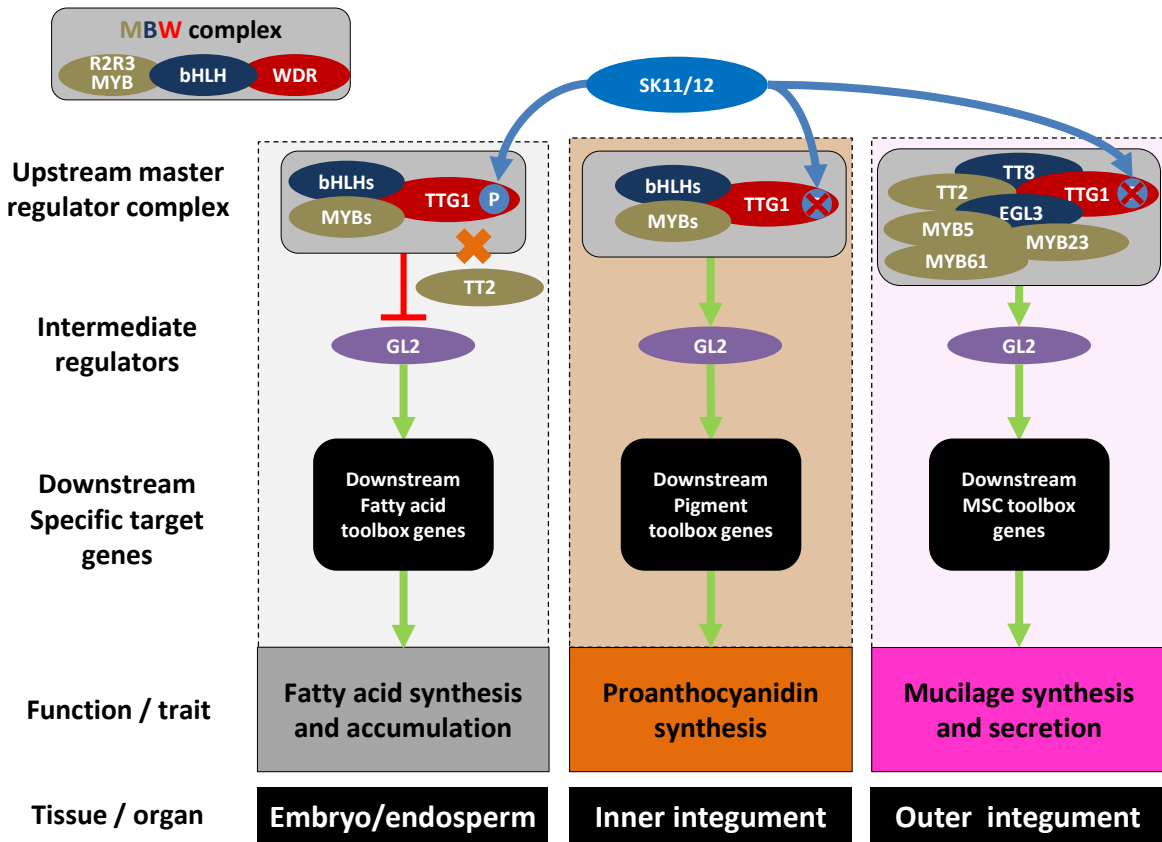 MBW complex
R2R3
MYB
bHLH
WDR
SK11/12
Upstream master
regulator complex
bHLHs
MYBs
TTG1
P
TT2
bHLHs
MYBs
TTG1
TT8
TT2
TTG1
EGL3
MYB5
MYB23
MYB61
Intermediate
regulators
GL2
GL2
GL2
Downstream
Specific target
genes
Downstream
Fatty acid
toolbox genes
Downstream
Pigment
toolbox genes
Downstream
MSC toolbox
genes
Function / trait
Fatty acid synthesis
and accumulation
Proanthocyanidin
synthesis
Mucilage synthesis
and secretion
Tissue / organ
Embryo/endosperm
Inner integument
Outer integument